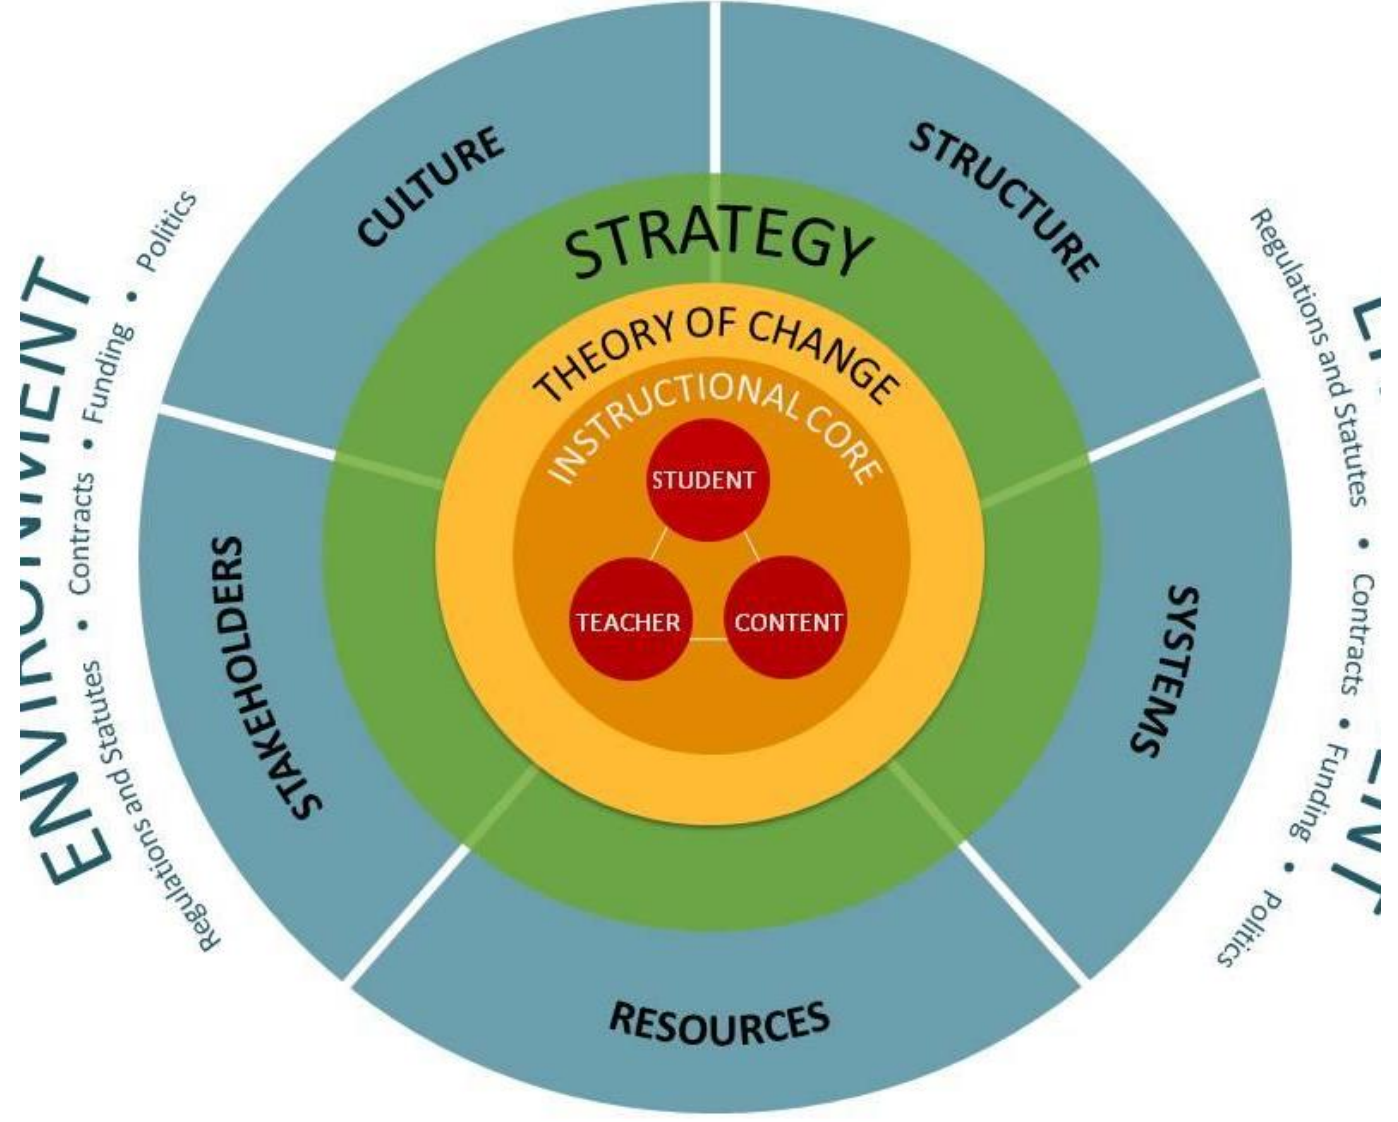 CULTURE
STRUCTURE
SYSTEMS
RESOURCES
STAKEHOLDERS
STRATEGY
THEORY OF CHANGE
INSTRUCTIONAL CORE
STUDENT
TEACHER
CONTENT
ENVIRONMENT
Regulations and Statutes • Contracts • Funding • Politics
Regulations and Statutes • Contracts • Funding • Politics